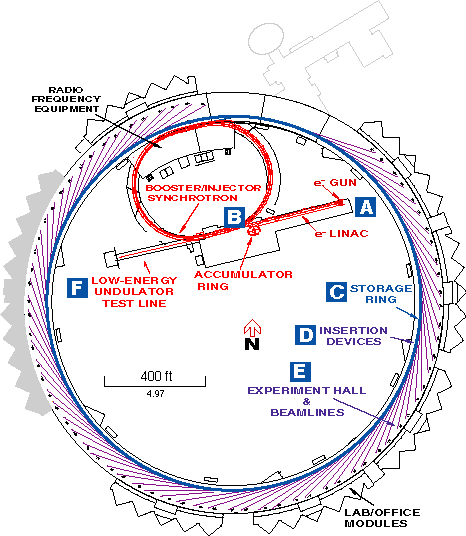 RADIO
FREQUENCY
EQUIPMENT
BOOSTER/INJECTOR
SYNCHROTRON
e- GUN
A
B
e- LINAC
F
LOW-ENERGY
UNDULATOR
TEST LINE
ACCUMULATOR
RING
C STORAGE
RING
D INSERTION
DEVICES
N
E
400 ft
4.97
EXPERIMENT HALL
&
BEAMLINES
LAB/OFFICE
MODULES